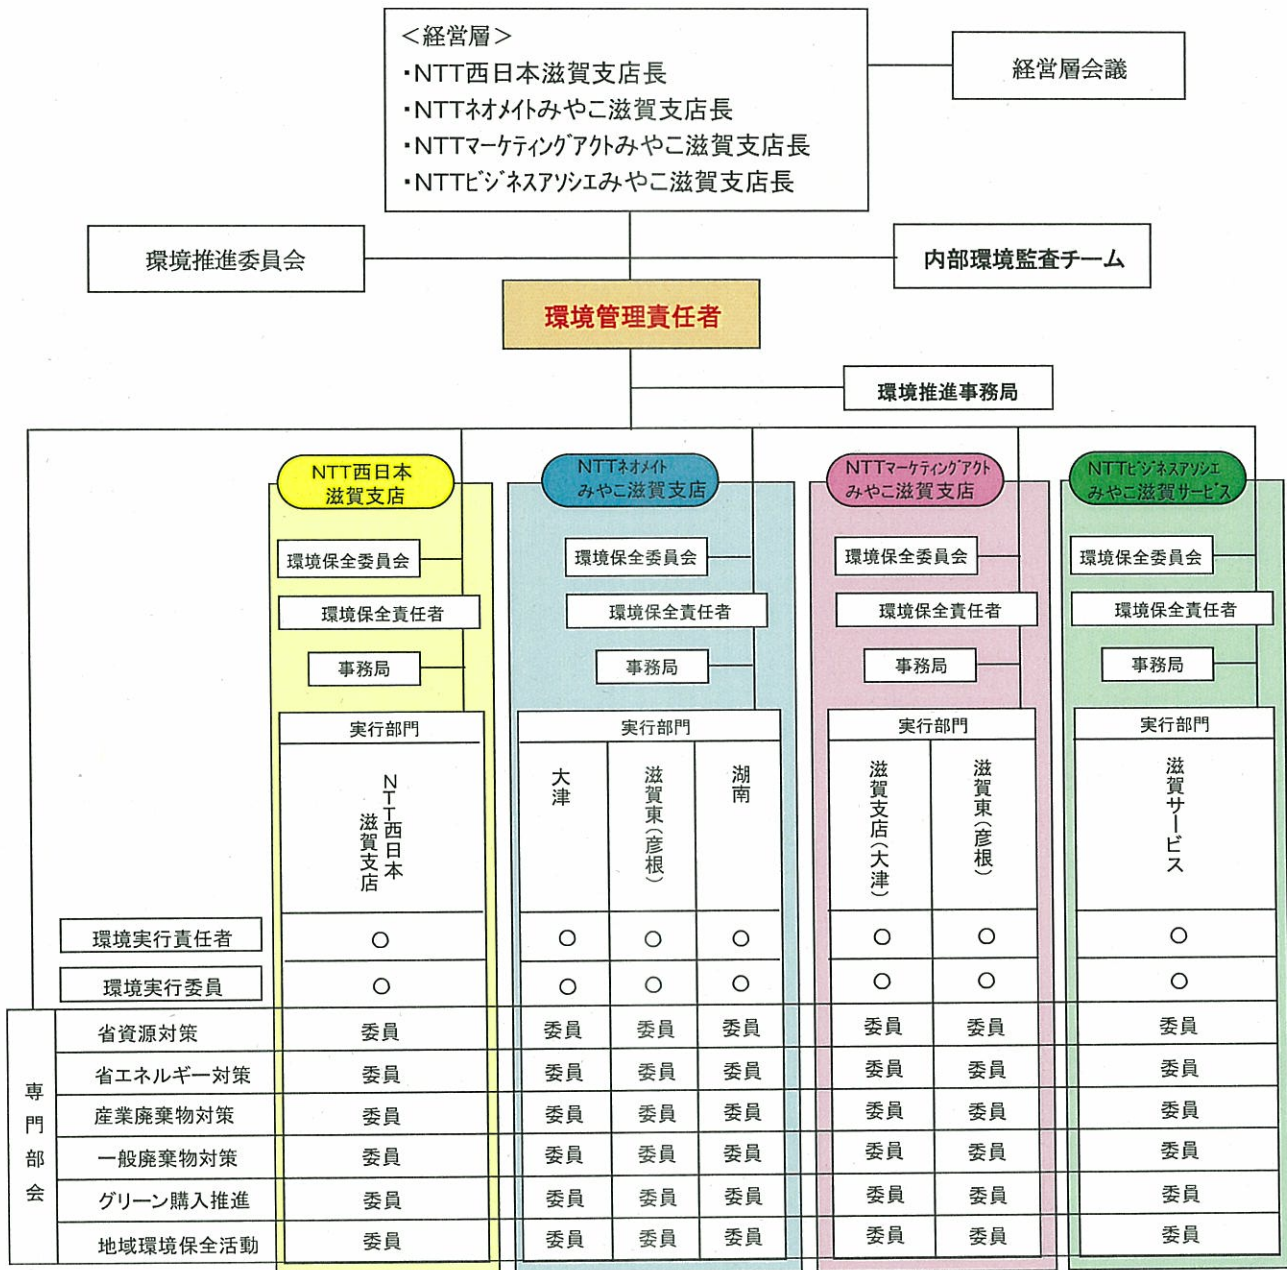 <経営層>
・NTT西日本滋賀支店長
・NTTネオメイトみやこ滋賀支店長
・NTTマーケティングアクトみやこ滋賀支店長
・NTTビジネスアソシエみやこ滋賀支店長
経営層会議
環境推進委員会
内部環境監査チーム
環境管理責任者
環境推進事務局
NTT西日本
滋賀支店
NTTネオメイト
みやこ滋賀支店
NTTマーケティングアクト
みやこ滋賀支店
NTTビジネスアソシエ
みやこ滋賀サービス
環境保全委員会 環境保全委員会 環境保全委員会 環境保全委員会
環境保全責任者 環境保全責任者 環境保全責任者 環境保全責任者
事務局 事務局 事務局 事務局
実行部門 実行部門 実行部門 実行部門
NTT西日本
滋賀支店
大津
滋賀東(彦根)
湖南
滋賀支店(大津)
滋賀東(彦根)
滋賀サービス
環境実行責任者 ○ ○ ○ ○ ○ ○ ○
環境実行委員 ○ ○ ○ ○ ○ ○ ○
専門部会
省資源対策 委員 委員 委員 委員 委員 委員 委員
省エネルギー対策 委員 委員 委員 委員 委員 委員 委員
産業廃棄物対策 委員 委員 委員 委員 委員 委員 委員
一般廃棄物対策 委員 委員 委員 委員 委員 委員 委員
グリーン購入推進 委員 委員 委員 委員 委員 委員 委員
地域環境保全活動 委員 委員 委員 委員 委員 委員 委員